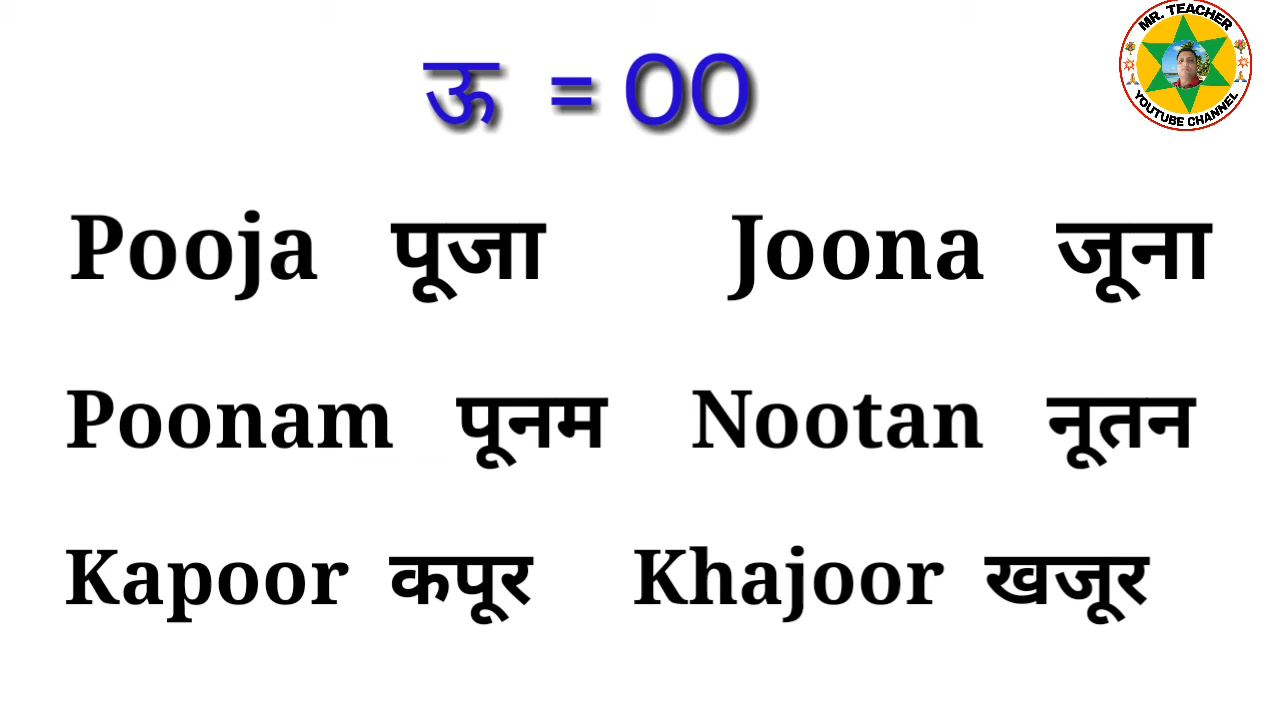 MR. TEACHER
YOUTUBE CHANNEL
ऊ = OO
Pooja पूजा Joona जूना
Poonam पूनम Nootan नूतन
Kapoor कपूर Khajoor खजूर